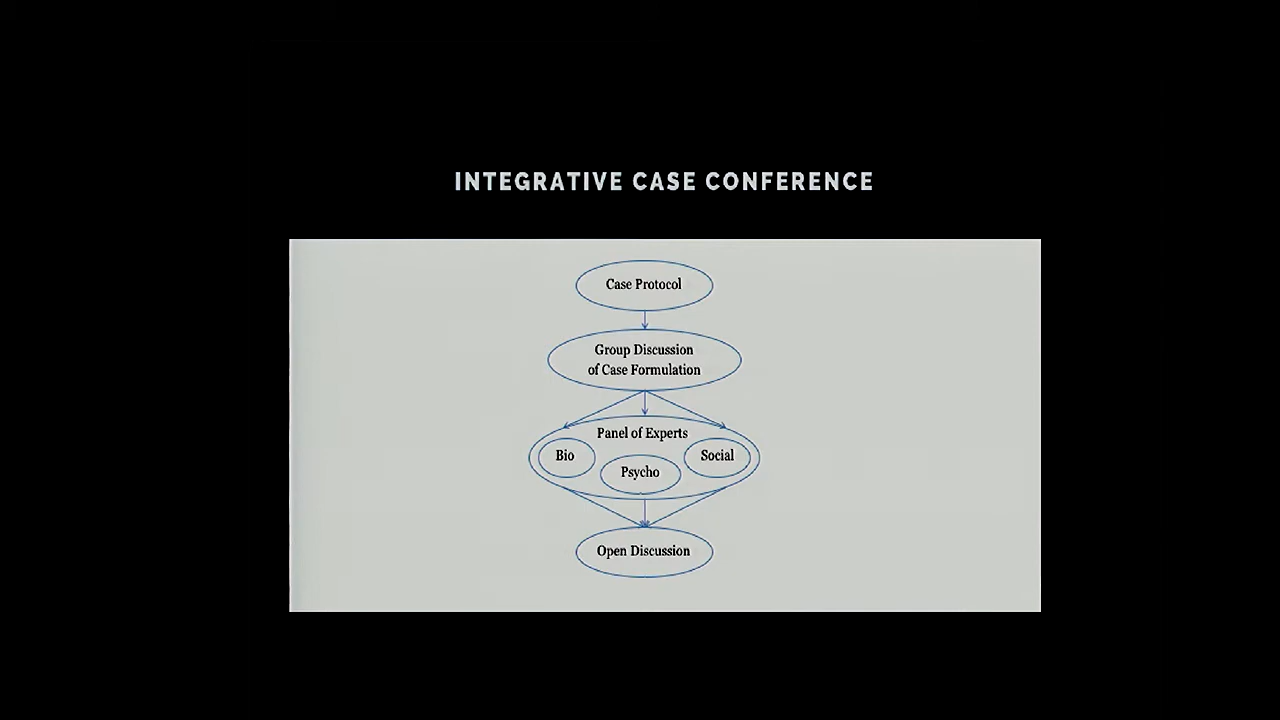 INTEGRATIVE CASE CONFERENCE
Case Protocol
Group Discussion
of Case Formulation
Panel of Experts
Bio
Psycho
Social
Open Discussion